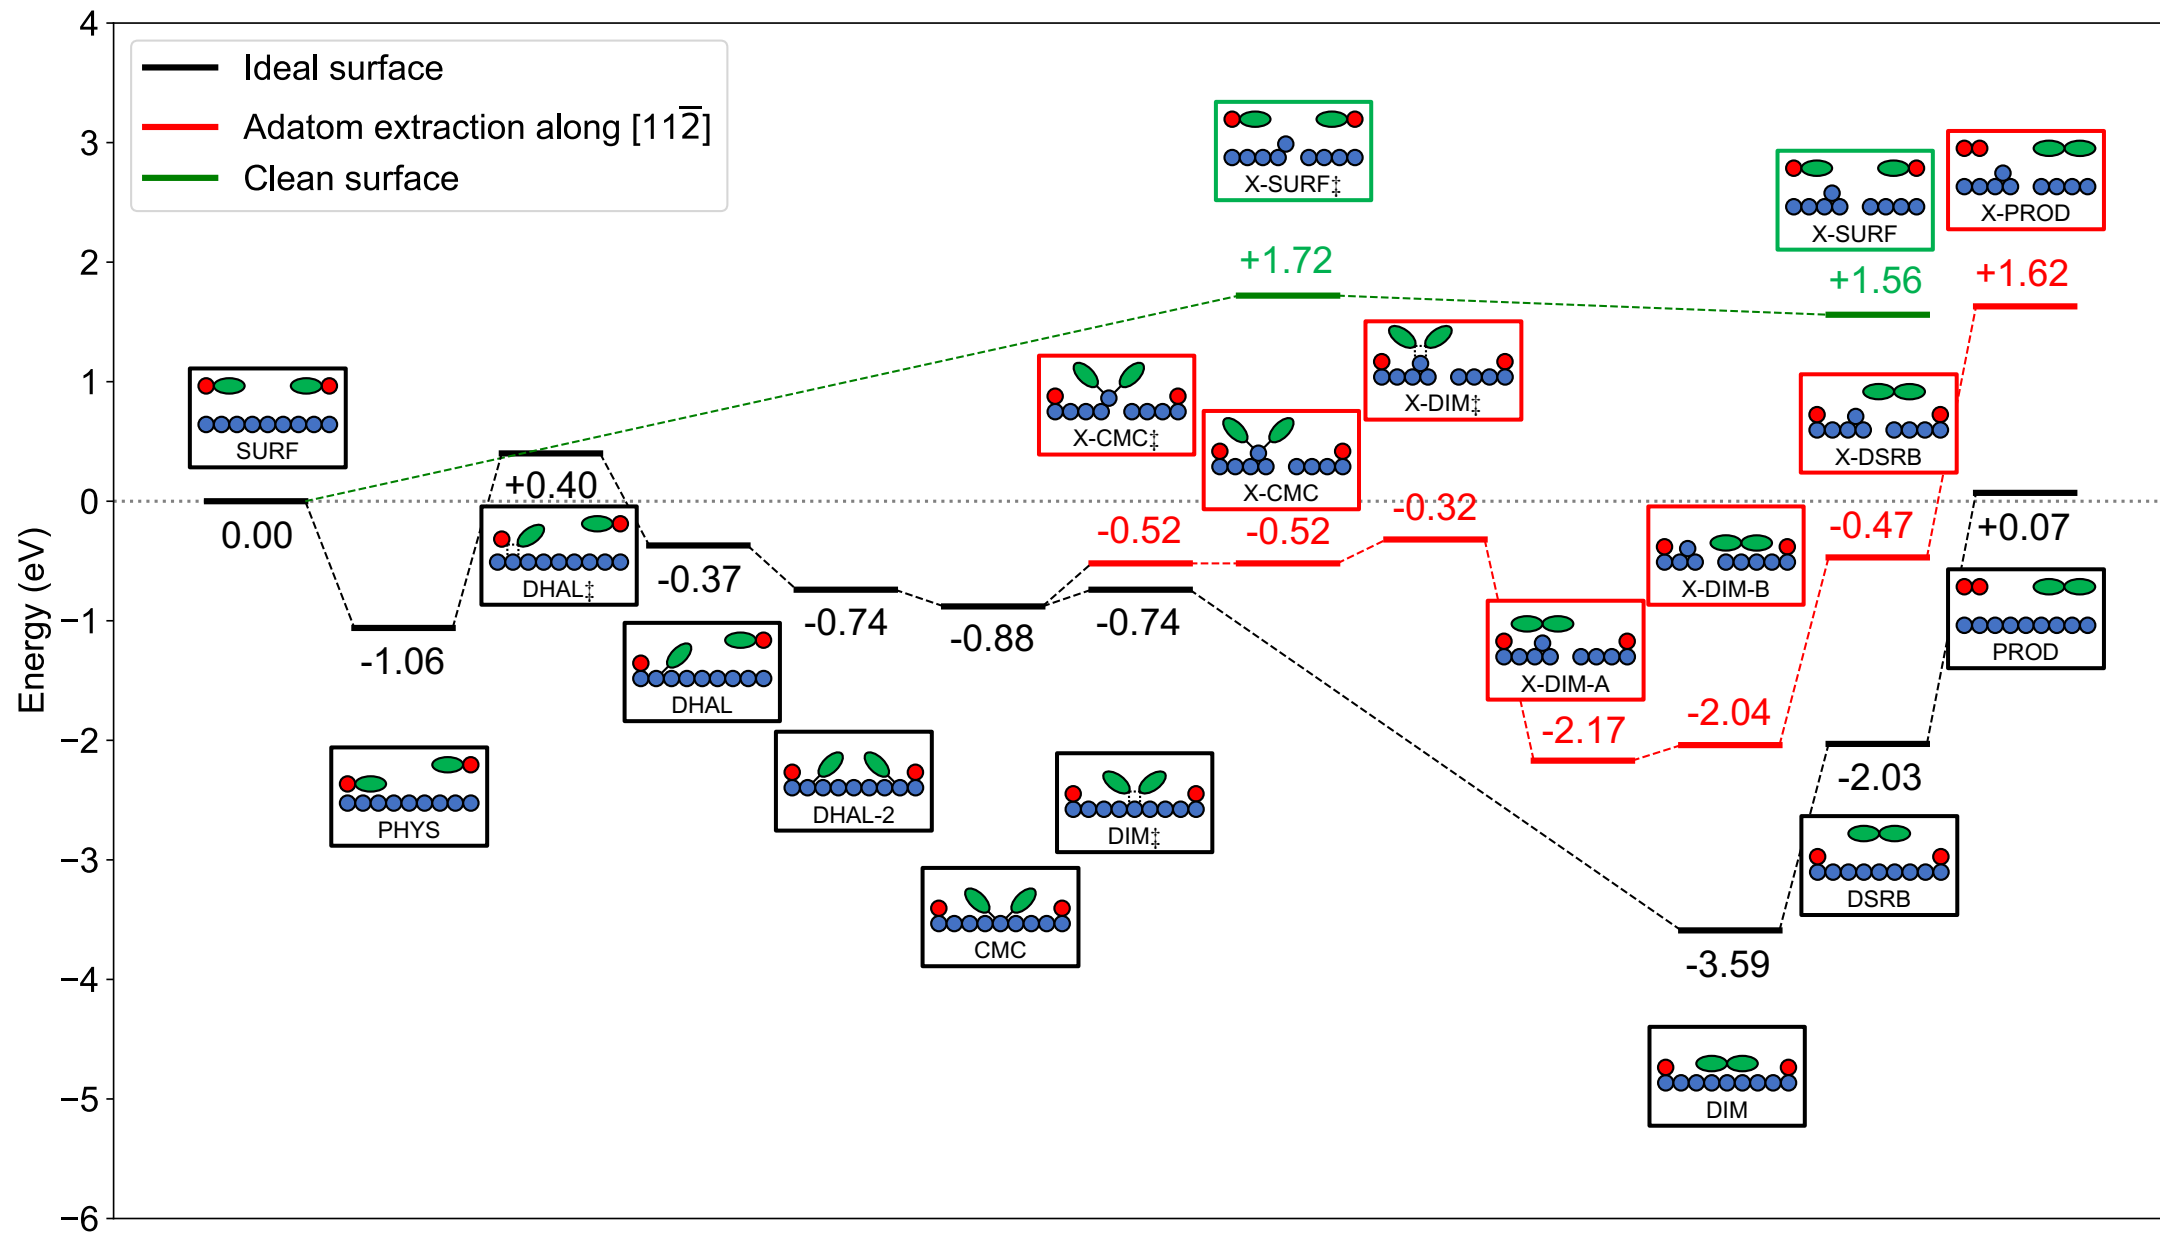 Ideal surface
Adatom extraction along [112̅]
Clean surface
Energy (eV)
4
3
2
1
0
−1
−2
−3
−4
−5
−6
SURF
0.00
-1.06
PHYS
+0.40
DHAL‡
-0.37
DHAL
-0.74
DHAL-2
-0.88
CMC
-0.74
DIM‡
X-SURF‡
+1.72
X-CMC‡
-0.52
X-CMC
-0.52
X-DIM‡
-0.32
X-DIM-A
-2.17
X-DIM-B
-2.04
-3.59
DIM
X-SURF
+1.56
X-DSRB
-0.47
-2.03
DSRB
X-PROD
+1.62
+0.07
PROD